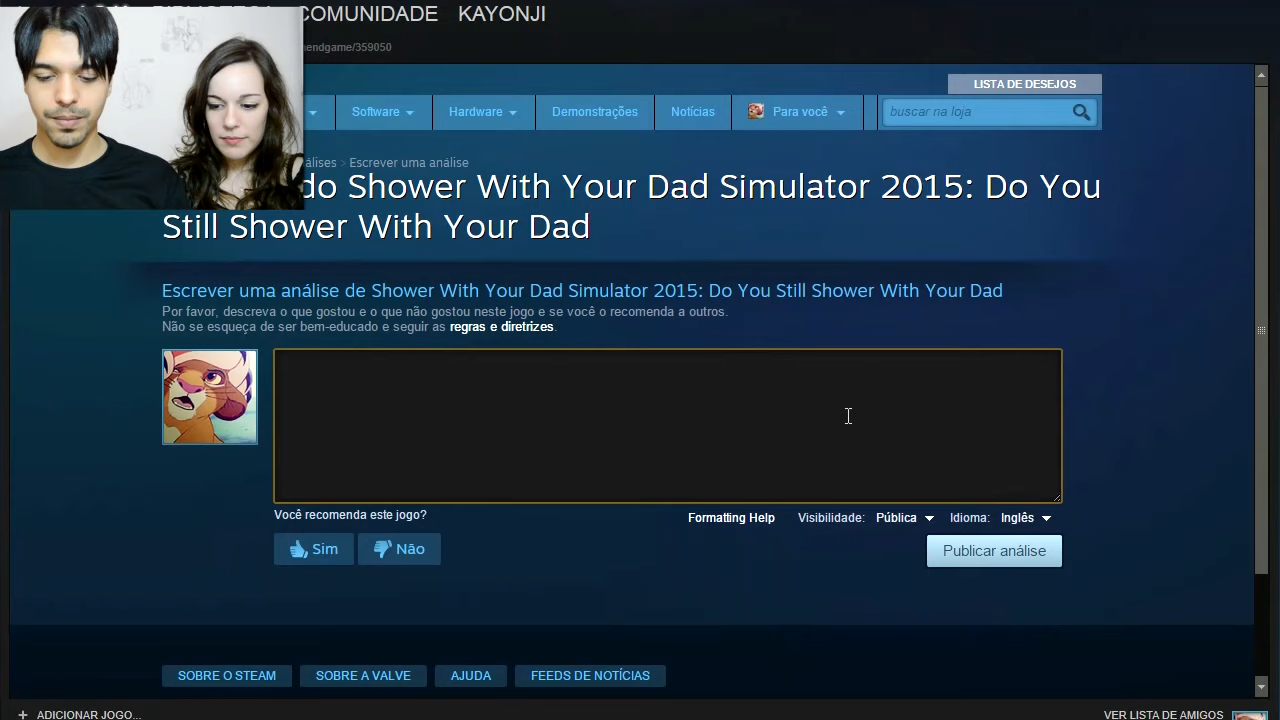 COMUNIDADE KAYONJI
endgame/359050
LISTA DE DESEJOS
Software
Hardware
Demonstrações
Notícias
Para você
buscar na loja
álises > Escrever uma análise
do Shower With Your Dad Simulator 2015: Do You
Still Shower With Your Dad
Escrever uma análise de Shower With Your Dad Simulator 2015: Do You Still Shower With Your Dad
Por favor, descreva o que gostou e o que não gostou neste jogo e se você o recomenda a outros.
Não se esqueça de ser bem-educado e seguir as regras e diretrizes.
Você recomenda este jogo?
Formatting Help
Visibilidade: Pública
Idioma: Inglês
Sim
Não
Publicar análise
SOBRE O STEAM
SOBRE A VALVE
AJUDA
FEEDS DE NOTÍCIAS
+ ADICIONAR JOGO...
VER LISTA DE AMIGOS